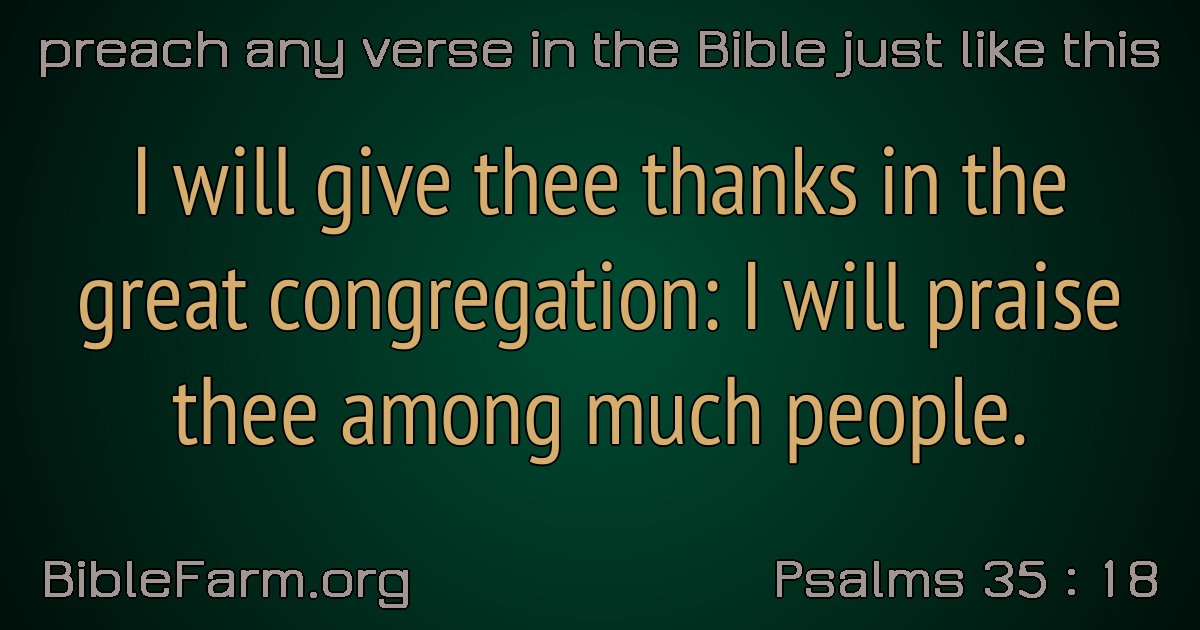 preach any verse in the Bible just like this
I will give thee thanks in the
great congregation: I will praise
thee among much people.
BibleFarm.org
Psalms 35 : 18